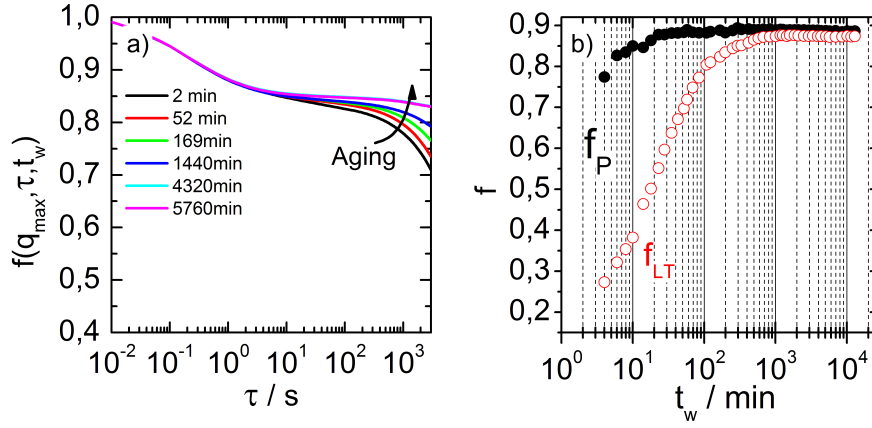 a)
1,0
0,9
0,8
0,7
0,6
0,5
0,4
f(q_max,τ,t_w)
2 min
52 min
169min
1440min
4320min
5760min
Aging
10^-2 10^-1 10^0 10^1 10^2 10^3
τ / s
b)
0,9
0,8
0,7
0,6
0,5
0,4
0,3
0,2
f
f_P
f_LT
10^0 10^1 10^2 10^3 10^4
t_w / min